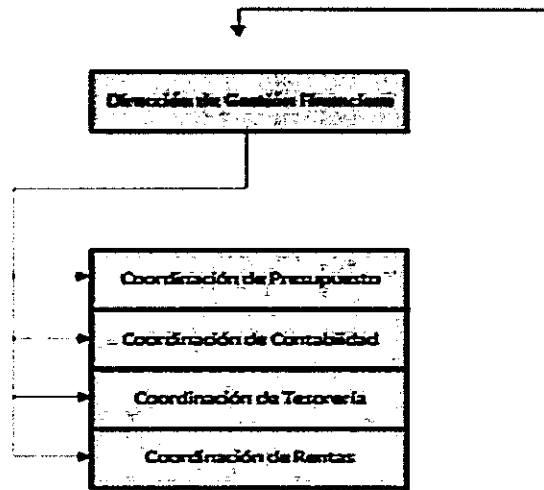 Dirección de Gestión Financiera
Coordinación de Presupuesto
Coordinación de Contabilidad
Coordinación de Tesorería
Coordinación de Rentas